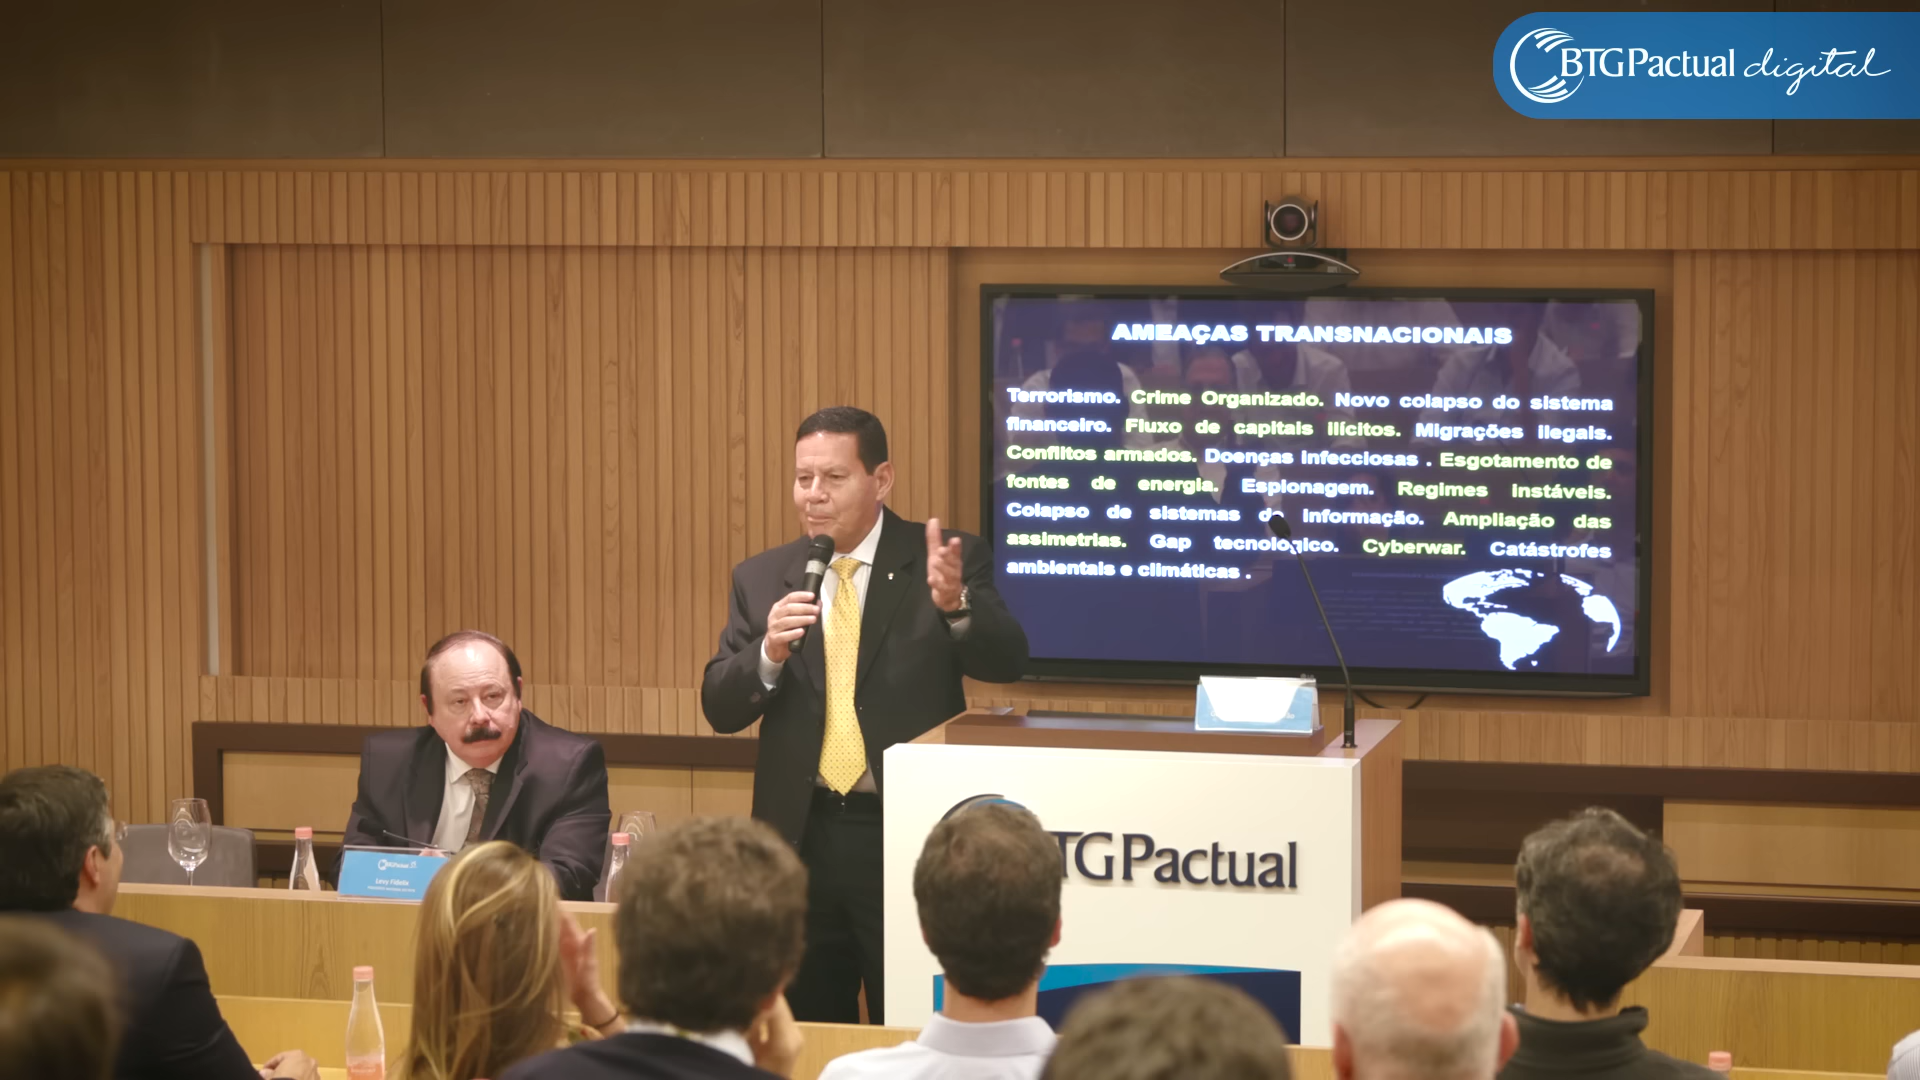 BTGPactual digital
AMEAÇAS TRANSNACIONAIS
Terrorismo. Crime Organizado. Novo colapso do sistema
financeiro. Fluxo de capitais ilícitos. Migrações ilegais.
Conflitos armados. Doenças infecciosas . Esgotamento de
fontes de energia. Espionagem. Regimes instáveis.
Colapso de sistemas de informação. Ampliação das
assimetrias. Gap tecnológico. Cyberwar. Catástrofes
ambientais e climáticas .
TGPactual
Levy Fidelix